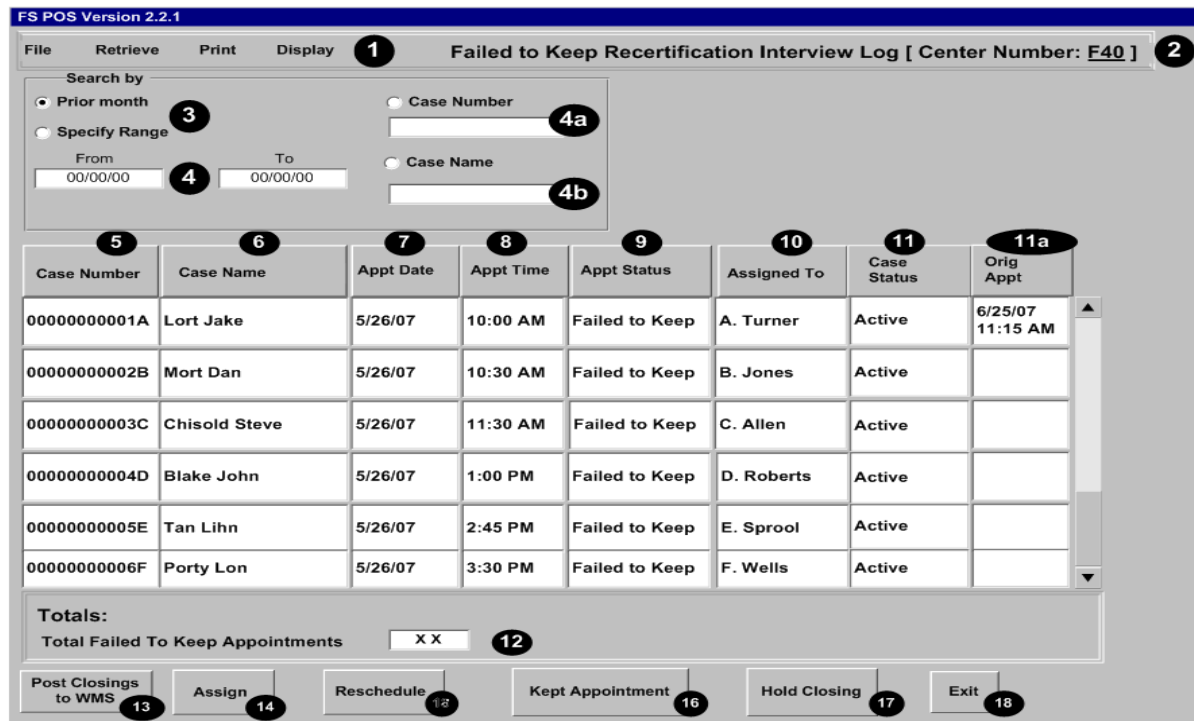 FS POS Version 2.2.1
File Retrieve Print Display 1 Failed to Keep Recertification Interview Log [ Center Number: F40 ] 2
Search by
Prior month
3
Specify Range
Case Number
4a
From To
00/00/00 4 00/00/00
Case Name
4b
5 6 7 8 9 10 11 11a
Case Number Case Name Appt Date Appt Time Appt Status Assigned To Case Status Orig Appt
00000000001A Lort Jake 5/26/07 10:00 AM Failed to Keep A. Turner Active 6/25/07 11:15 AM
00000000002B Mort Dan 5/26/07 10:30 AM Failed to Keep B. Jones Active
00000000003C Chisold Steve 5/26/07 11:30 AM Failed to Keep C. Allen Active
00000000004D Blake John 5/26/07 1:00 PM Failed to Keep D. Roberts Active
00000000005E Tan Lihn 5/26/07 2:45 PM Failed to Keep E. Sprool Active
00000000006F Porty Lon 5/26/07 3:30 PM Failed to Keep F. Wells Active
Totals:
Total Failed To Keep Appointments X X 12
Post Closings to WMS 13 Assign 14 Reschedule 15 Kept Appointment 16 Hold Closing 17 Exit 18